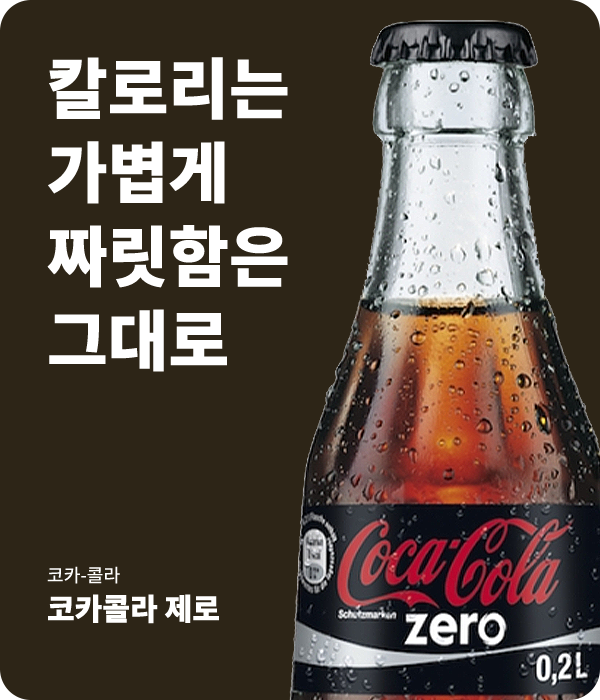 칼로리는
가볍게
짜릿함은
그대로
코카-콜라
코카콜라 제로
Coca-Cola
Schutzmarken
zero
0,2L